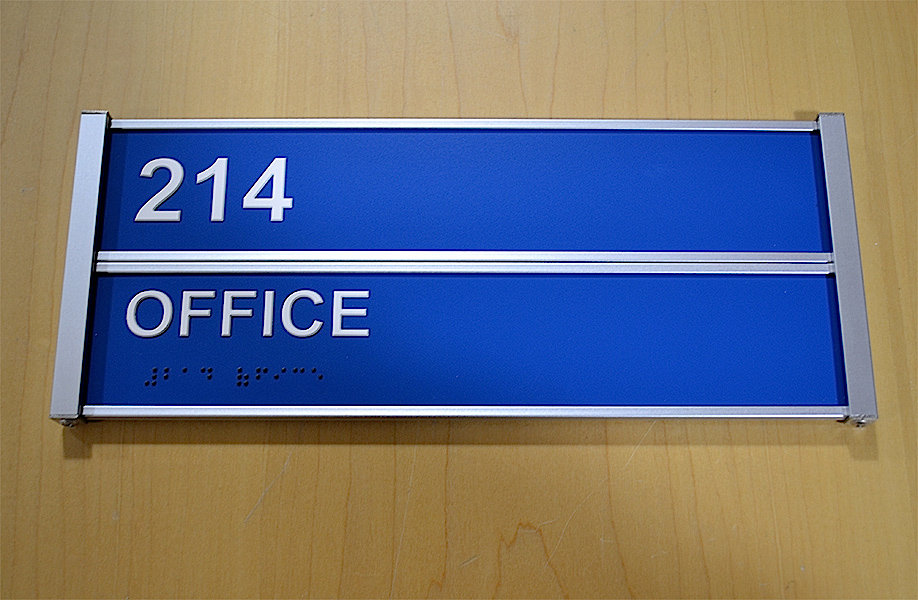 214
OFFICE
⠼⠃⠁⠙ ⠷⠋⠊⠉⠑